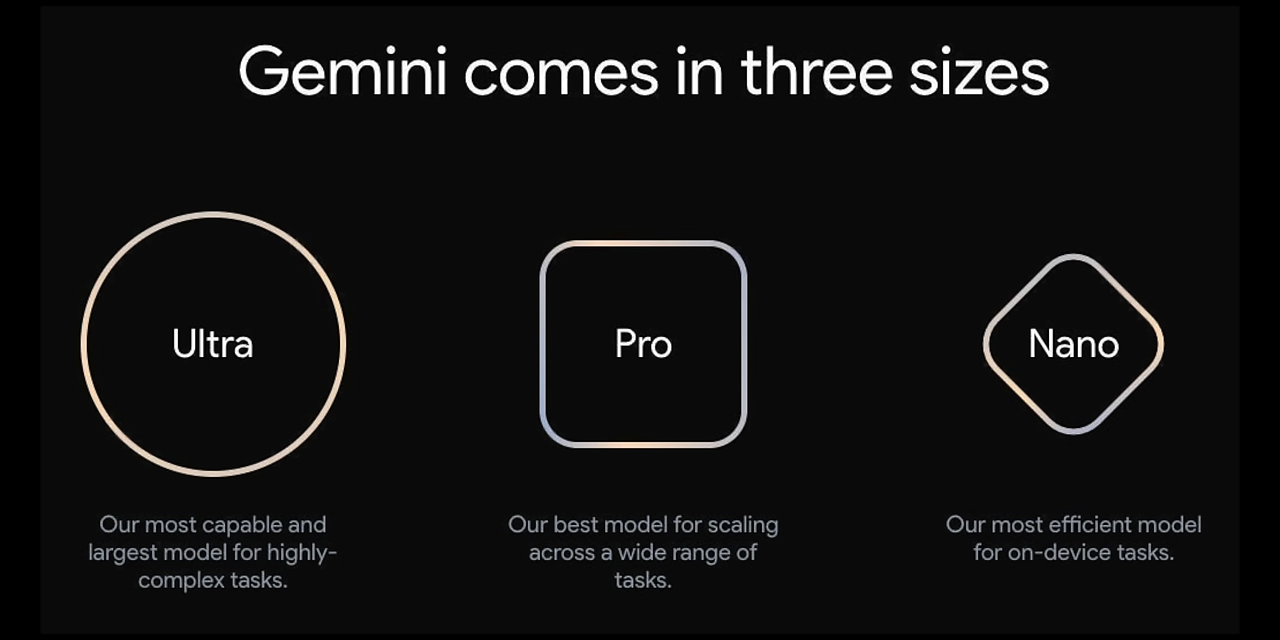 Gemini comes in three sizes
Ultra
Our most capable and
largest model for highly-
complex tasks.
Pro
Our best model for scaling
across a wide range of
tasks.
Nano
Our most efficient model
for on-device tasks.